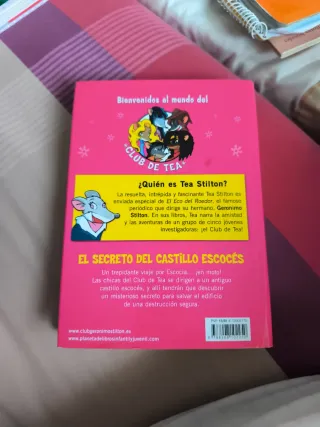 Bienvenidos al mundo del
CLUB DE TEA
¿Quién es Tea Stilton?
La resuelta, intrépida y fascinante Tea Stilton es
enviada especial de El Eco del Roedor, el famoso
periódico que dirige su hermano, Geronimo
Stilton. En sus libros, Tea narra la amistad
y las aventuras de un grupo de cinco jóvenes
investigadoras: ¡el Club de Tea!
EL SECRETO DEL CASTILLO ESCOCÉS
Un trepidante viaje por Escocia... ¡en moto!
Las chicas del Club de Tea se dirigen a un antiguo
castillo escocés, y allí tendrán que descubrir
un misterioso secreto para salvar el edificio
de una destrucción segura.
www.clubgeronimostilton.es
www.planetadelibrosinfantilyjuvenil.com